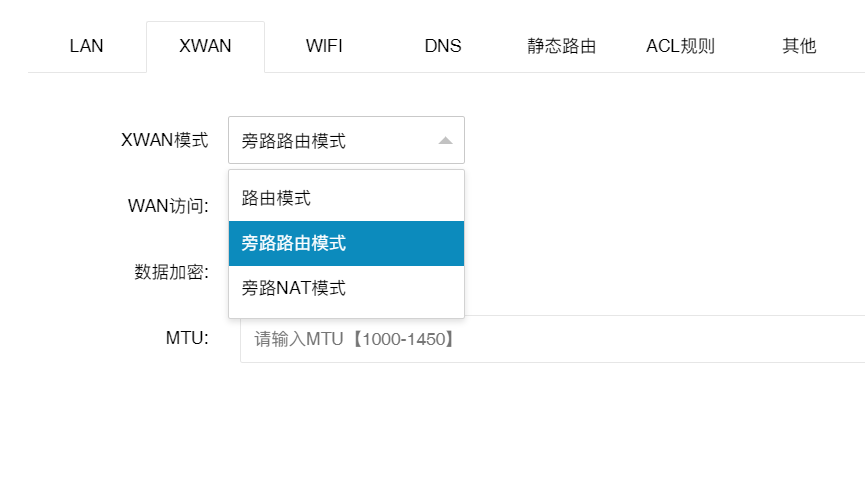 LAN XWAN WIFI DNS 静态路由 ACL规则 其他
XWAN模式 旁路路由模式
路由模式
WAN访问:
旁路路由模式
数据加密:
旁路NAT模式
MTU: 请输入MTU【1000-1450】